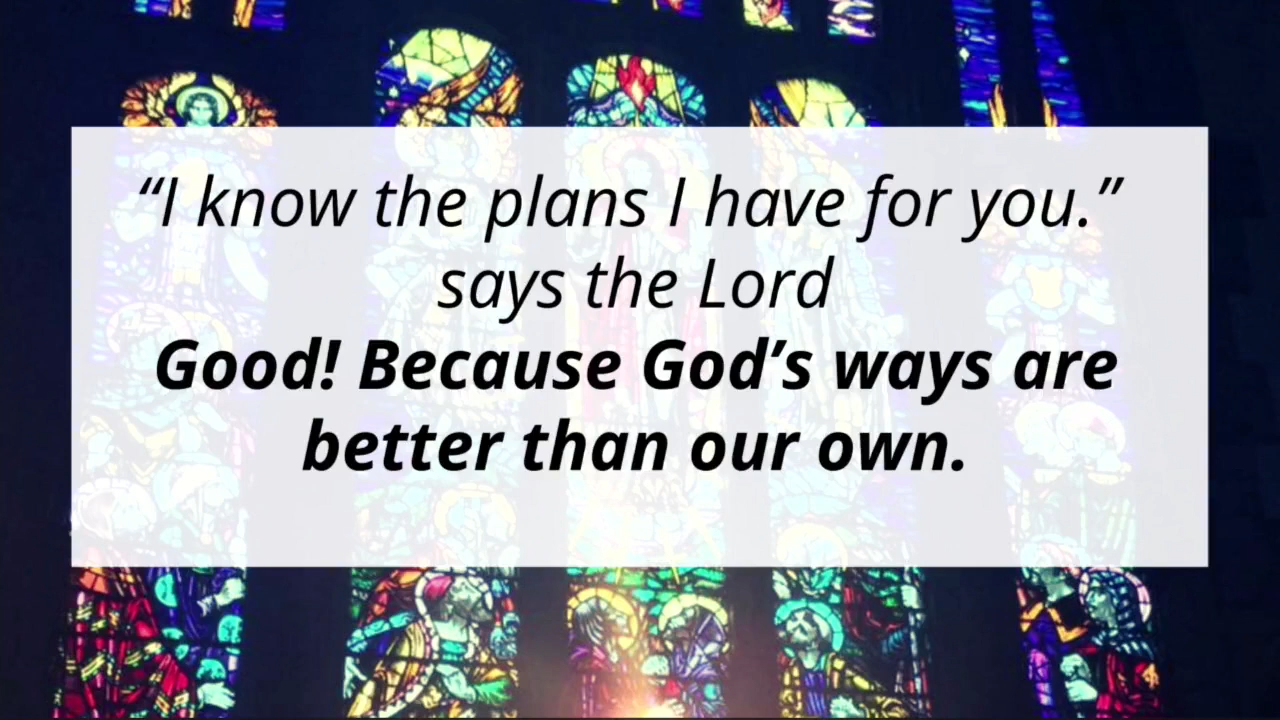 “I know the plans I have for you.”
says the Lord
Good! Because God’s ways are
better than our own.